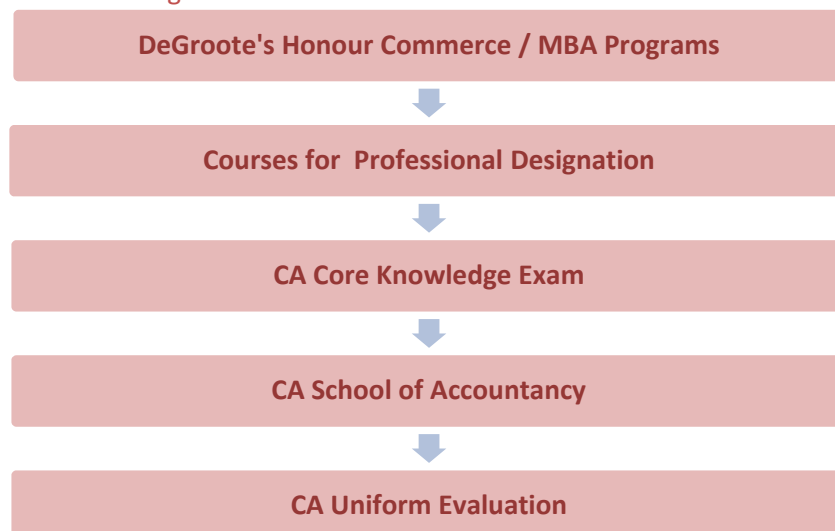 DeGroote's Honour Commerce / MBA Programs
Courses for Professional Designation
CA Core Knowledge Exam
CA School of Accountancy
CA Uniform Evaluation